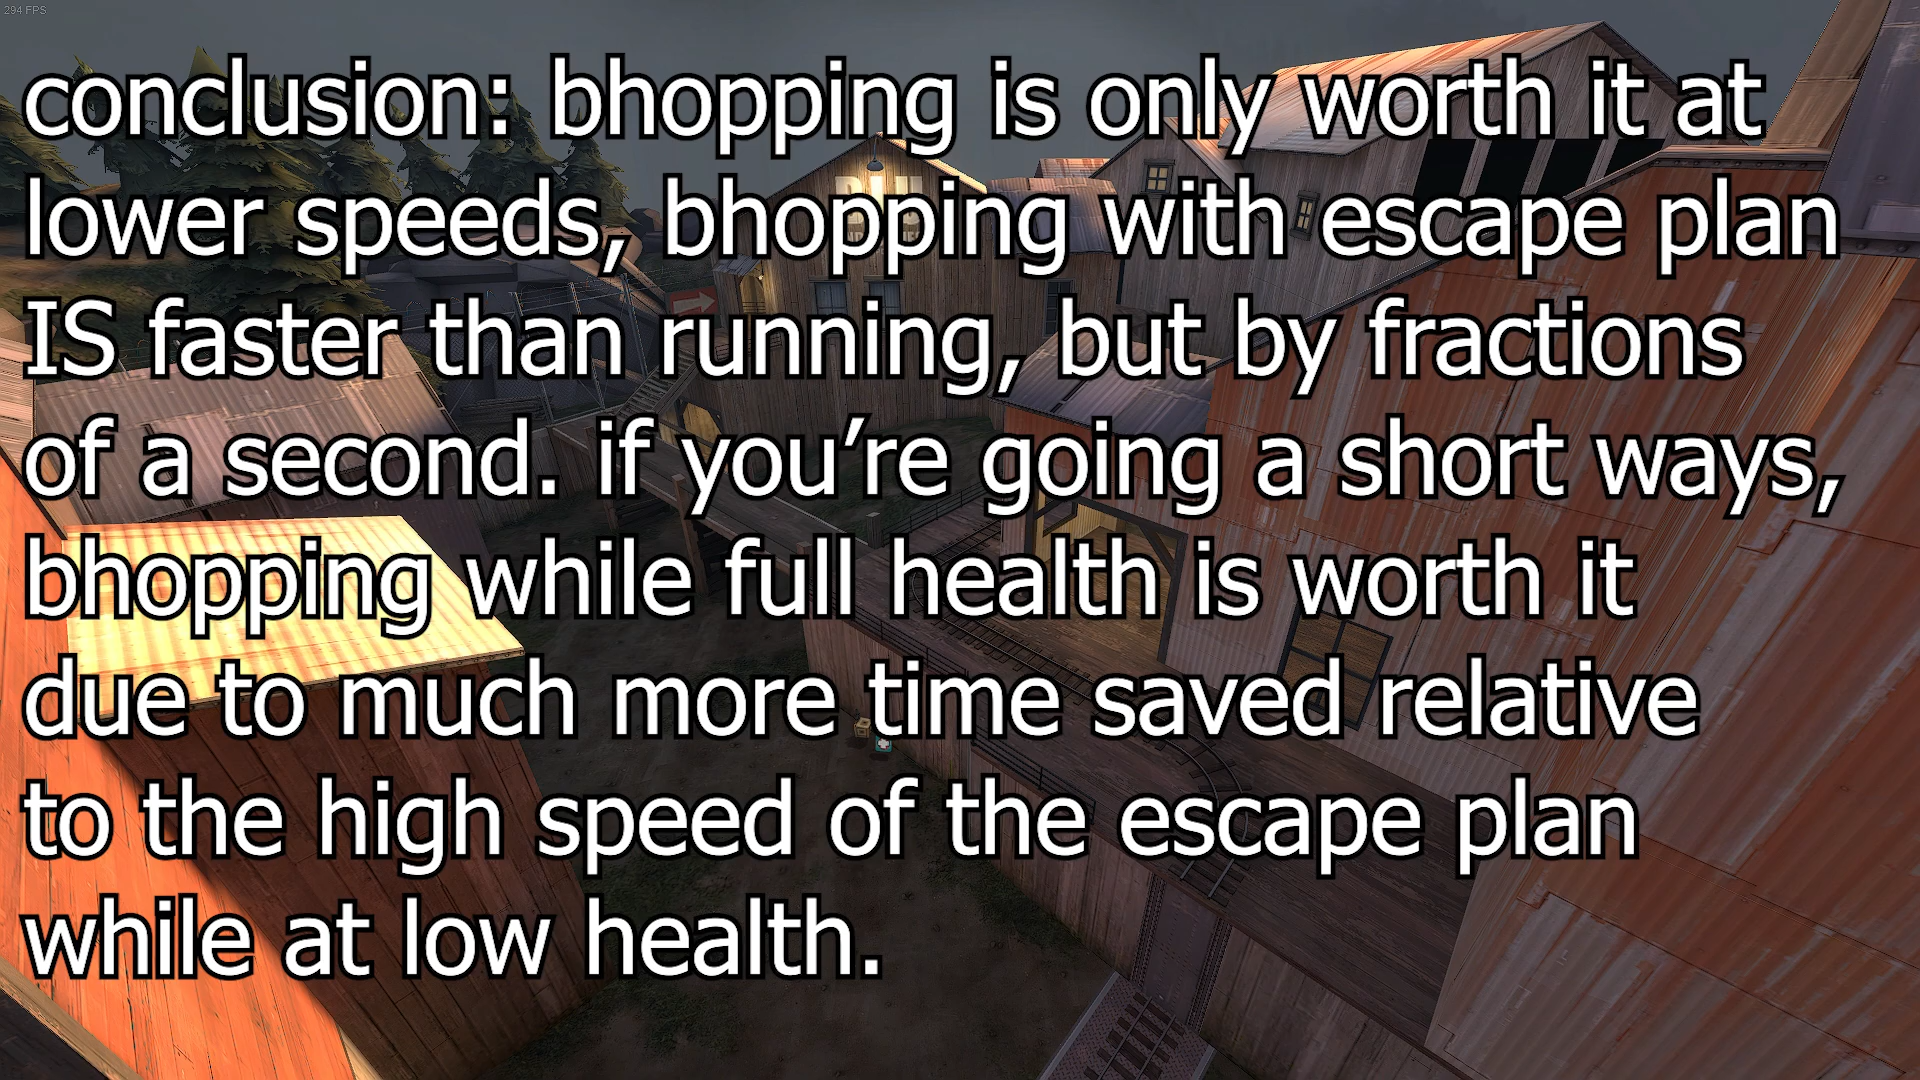 294 FPS
conclusion: bhopping is only worth it at
lower speeds, bhopping with escape plan
IS faster than running, but by fractions
of a second. if you’re going a short ways,
bhopping while full health is worth it
due to much more time saved relative
to the high speed of the escape plan
while at low health.